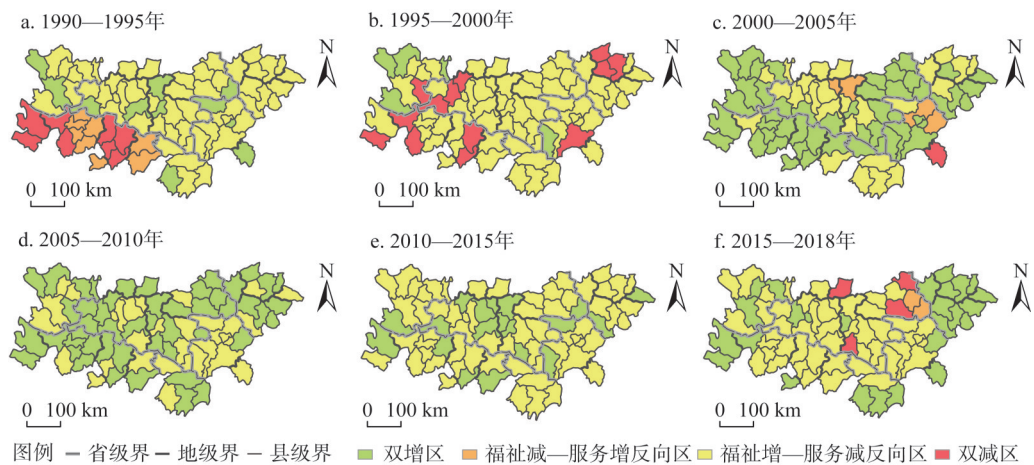 a. 1990—1995年
b. 1995—2000年
c. 2000—2005年
N
N
N
0 100 km
0 100 km
0 100 km
d. 2005—2010年
e. 2010—2015年
f. 2015—2018年
N
N
N
0 100 km
0 100 km
0 100 km
图例 省级界 地级界 县级界 双增区 福祉减—服务增反向区 福祉增—服务减反向区 双减区